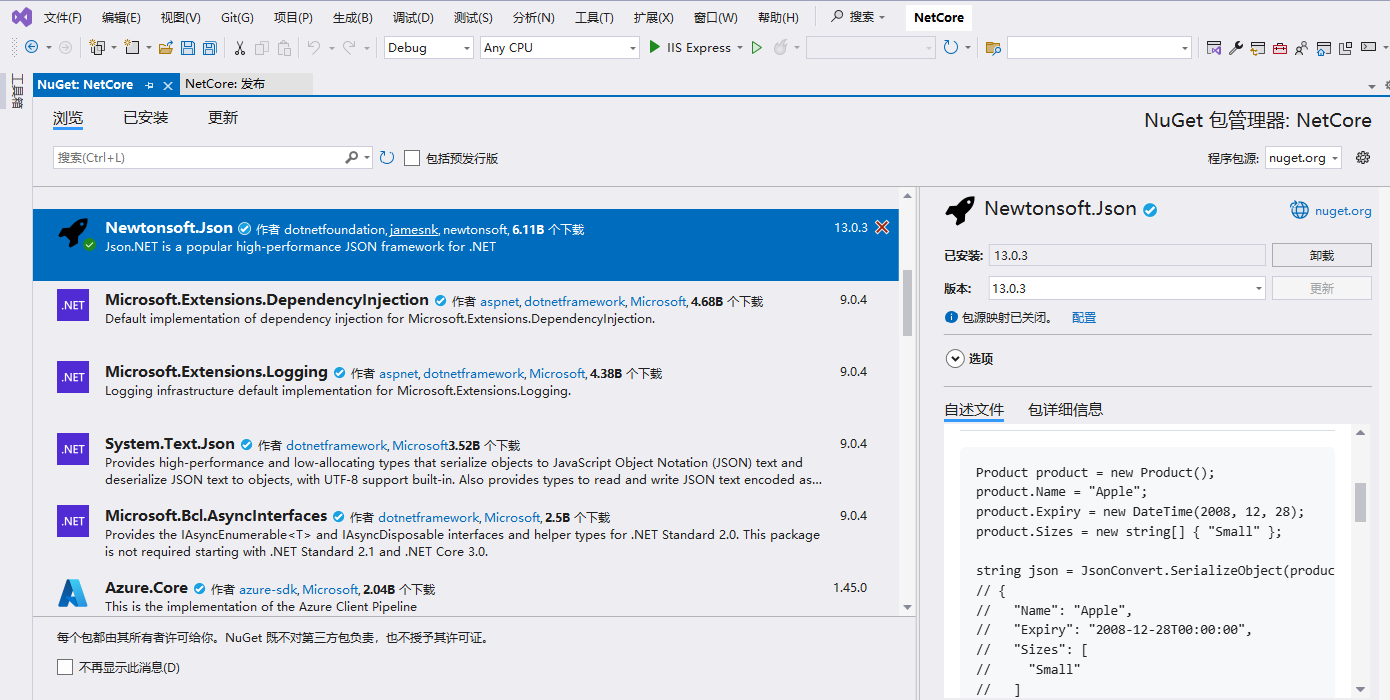 文件(F) 编辑(E) 视图(V) Git(G) 项目(P) 生成(B) 调试(D) 测试(S) 分析(N) 工具(T) 扩展(X) 窗口(W) 帮助(H) 搜索 NetCore
Debug Any CPU IIS Express
工具箱
NuGet: NetCore NetCore: 发布
浏览 已安装 更新
NuGet 包管理器: NetCore
搜索(Ctrl+L) 包括预发行版
程序包源: nuget.org
Newtonsoft.Json 作者 dotnetfoundation, jamesnk, newtonsoft, 6.11B 个下载 13.0.3
Json.NET is a popular high-performance JSON framework for .NET
.NET Microsoft.Extensions.DependencyInjection 作者 aspnet, dotnetframework, Microsoft, 4.68B 个下载 9.0.4
Default implementation of dependency injection for Microsoft.Extensions.DependencyInjection.
.NET Microsoft.Extensions.Logging 作者 aspnet, dotnetframework, Microsoft, 4.38B 个下载 9.0.4
Logging infrastructure default implementation for Microsoft.Extensions.Logging.
.NET System.Text.Json 作者 dotnetframework, Microsoft3.52B 个下载 9.0.4
Provides high-performance and low-allocating types that serialize objects to JavaScript Object Notation (JSON) text and
deserialize JSON text to objects, with UTF-8 support built-in. Also provides types to read and write JSON text encoded as...
.NET Microsoft.Bcl.AsyncInterfaces 作者 dotnetframework, Microsoft, 2.5B 个下载 9.0.4
Provides the IAsyncEnumerable<T> and IAsyncDisposable interfaces and helper types for .NET Standard 2.0. This package
is not required starting with .NET Standard 2.1 and .NET Core 3.0.
Azure.Core 作者 azure-sdk, Microsoft, 2.04B 个下载 1.45.0
This is the implementation of the Azure Client Pipeline
每个包都由其所有者许可给你。NuGet 既不对第三方包负责，也不授予其许可证。
不再显示此消息(D)
Newtonsoft.Json nuget.org
已安装: 13.0.3 卸载
版本: 13.0.3 更新
包源映射已关闭。 配置
选项
自述文件 包详细信息
Product product = new Product();
product.Name = "Apple";
product.Expiry = new DateTime(2008, 12, 28);
product.Sizes = new string[] { "Small" };
string json = JsonConvert.SerializeObject(produc
// {
//   "Name": "Apple",
//   "Expiry": "2008-12-28T00:00:00",
//   "Sizes": [
//     "Small"
//   ]